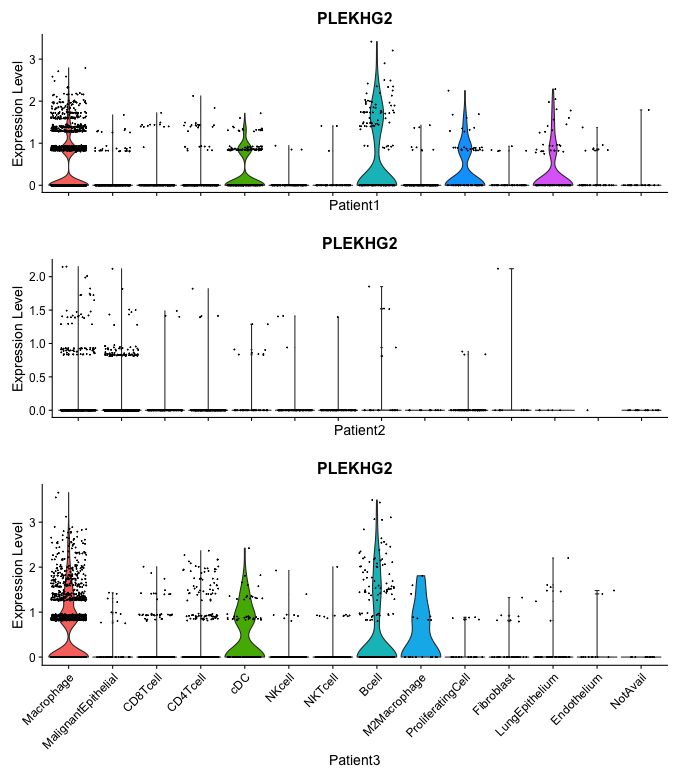 PLEKHG2
Expression Level
3
2
1
0
Patient1
PLEKHG2
Expression Level
2.0
1.5
1.0
0.5
0.0
Patient2
PLEKHG2
Expression Level
3
2
1
0
Macrophage
MalignantEpithelial
CD8Tcell
CD4Tcell
cDC
NKcell
NKTcell
Bcell
M2Macrophage
ProliferatingCell
Fibroblast
LungEpithelium
Endothelium
NotAvail
Patient3